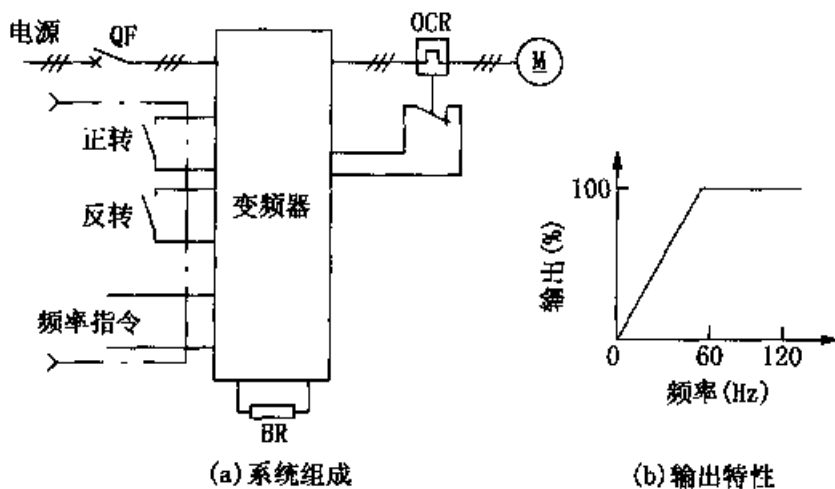 电源
QF
OCR
M
正转
反转
变频器
频率指令
BR
(a)系统组成
100
输出(%)
0
60
120
频率(Hz)
(b)输出特性